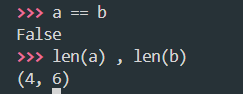 >>> a == b
False
>>> len(a) , len(b)
(4, 6)